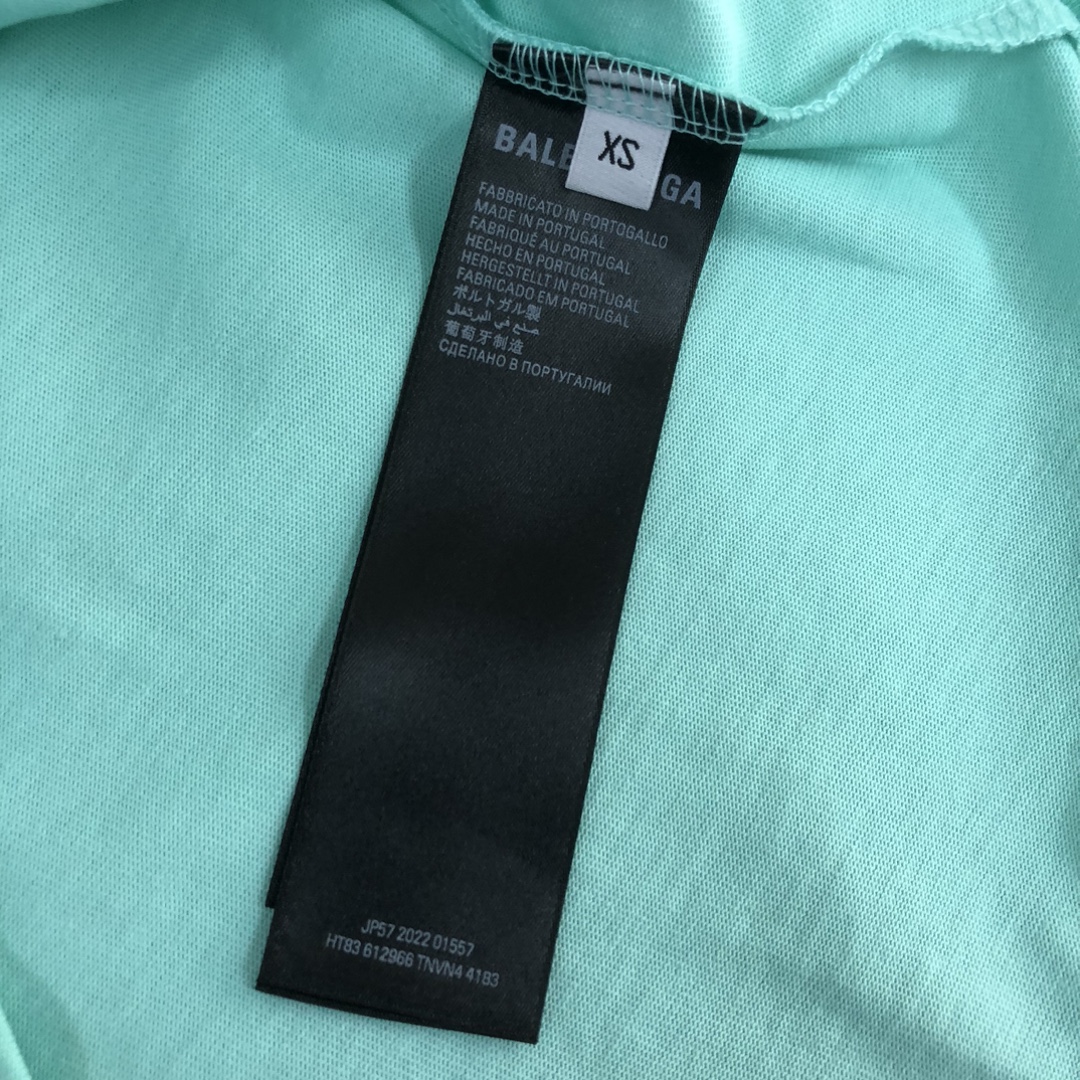 BALE GA
XS
FABBRICATO IN PORTOGALLO
MADE IN PORTUGAL
FABRIQUÉ AU PORTUGAL
HECHO EN PORTUGAL
HERGESTELLT IN PORTUGAL
FABRICADO EM PORTUGAL
ポルトガル製
صنع في البرتغال
葡萄牙制造
СДЕЛАНО В ПОРТУГАЛИИ
JP57 2022 01557
HT83 612966 TNVN4 4183